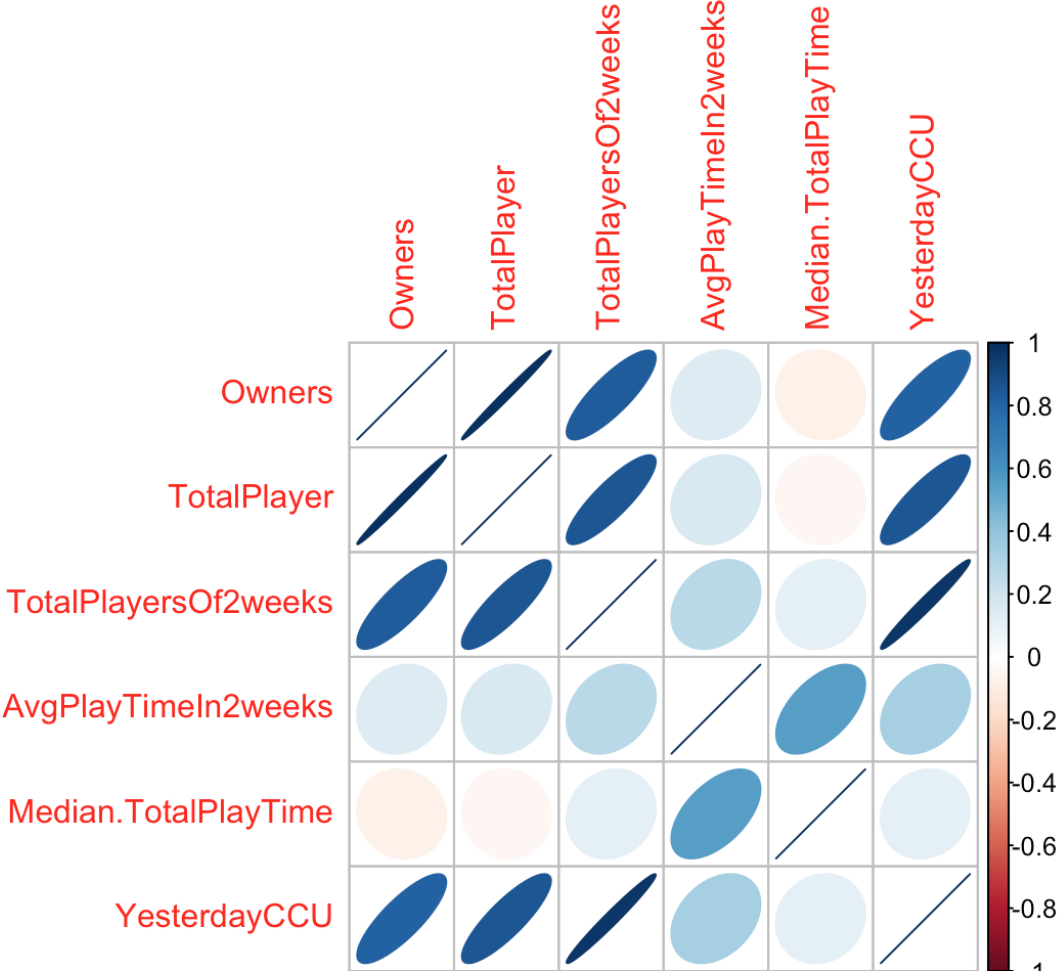 Owners
TotalPlayer
TotalPlayersOf2weeks
AvgPlayTimeIn2weeks
Median.TotalPlayTime
YesterdayCCU
Owners
TotalPlayer
TotalPlayersOf2weeks
AvgPlayTimeIn2weeks
Median.TotalPlayTime
YesterdayCCU
1
0.8
0.6
0.4
0.2
0
-0.2
-0.4
-0.6
-0.8